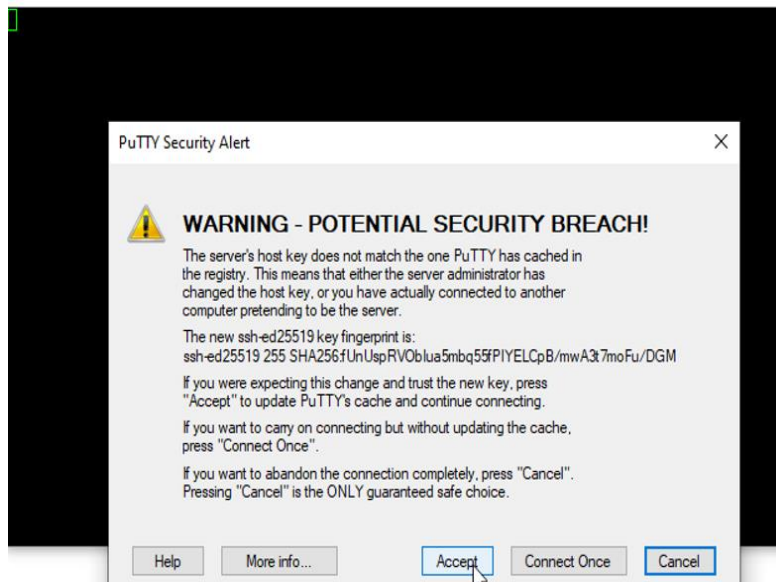 PuTTY Security Alert
WARNING - POTENTIAL SECURITY BREACH!
The server's host key does not match the one PuTTY has cached in
the registry. This means that either the server administrator has
changed the host key, or you have actually connected to another
computer pretending to be the server.
The new ssh-ed25519 key fingerprint is:
ssh-ed25519 255 SHA256:fUnUspRVOblua5mbq55fPIYELCpB/mwA3t7moFu/DGM
If you were expecting this change and trust the new key, press
"Accept" to update PuTTY's cache and continue connecting.
If you want to carry on connecting but without updating the cache,
press "Connect Once".
If you want to abandon the connection completely, press "Cancel".
Pressing "Cancel" is the ONLY guaranteed safe choice.
Help More info... Accept Connect Once Cancel